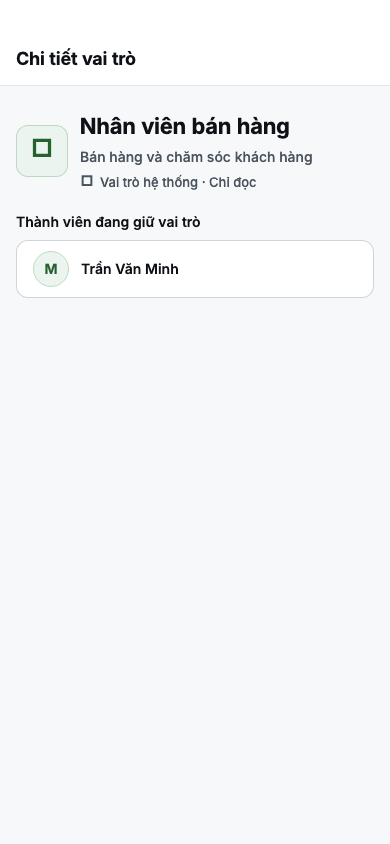 Chi tiết vai trò
Nhân viên bán hàng
Bán hàng và chăm sóc khách hàng
Vai trò hệ thống · Chỉ đọc
Thành viên đang giữ vai trò
M
Trần Văn Minh